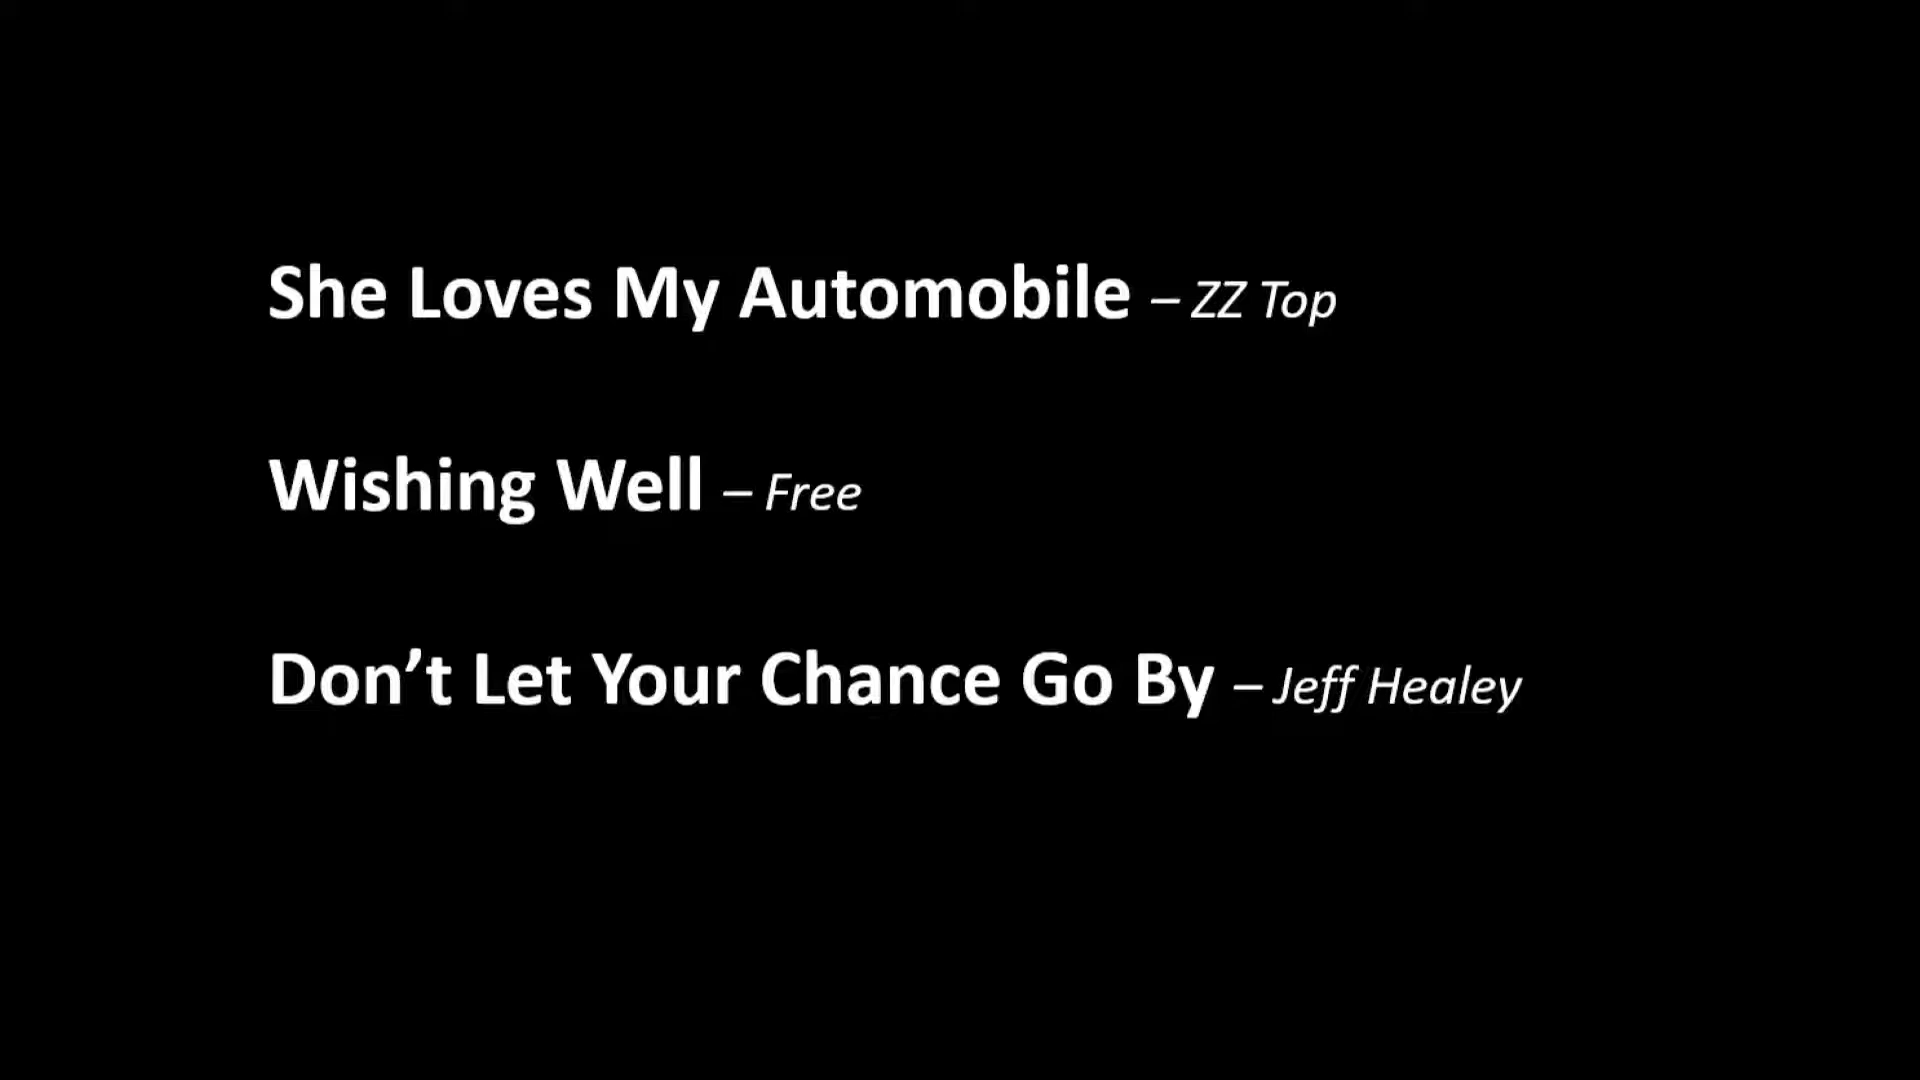 She Loves My Automobile – ZZ Top
Wishing Well – Free
Don’t Let Your Chance Go By – Jeff Healey